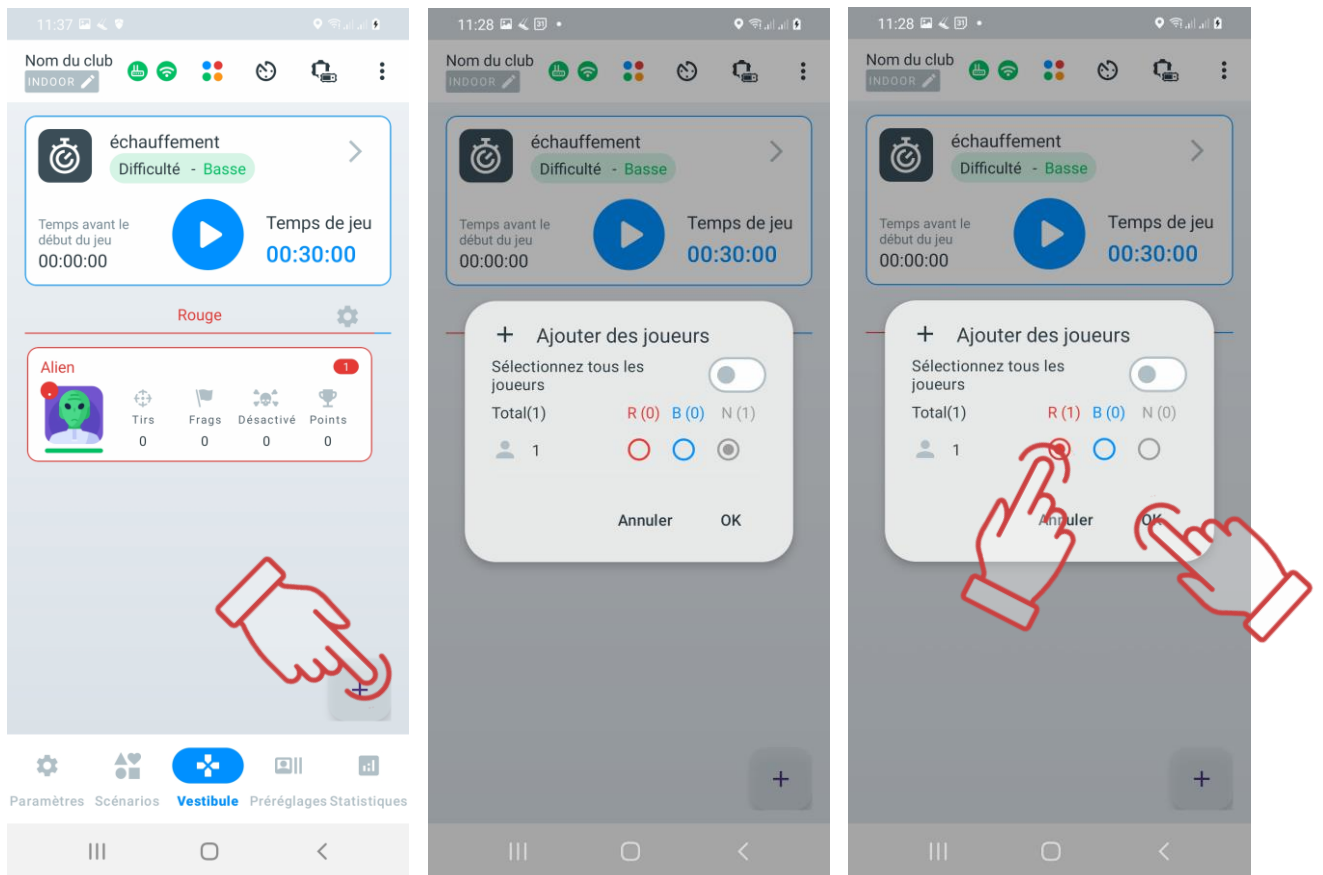 11:37
Nom du club
INDOOR
échauffement
Difficulté - Basse
Temps avant le
début du jeu
00:00:00
Temps de jeu
00:30:00
Rouge
Alien
1
Tirs
Frags
Désactivé
Points
0
0
0
0
+
Paramètres
Scénarios
Vestibule
Préréglages
Statistiques
11:28
31
Nom du club
INDOOR
échauffement
Difficulté - Basse
Temps avant le
début du jeu
00:00:00
Temps de jeu
00:30:00
+ Ajouter des joueurs
Sélectionnez tous les
joueurs
Total(1) R (0) B (0) N (1)
1
Annuler OK
+
11:28
31
Nom du club
INDOOR
échauffement
Difficulté - Basse
Temps avant le
début du jeu
00:00:00
Temps de jeu
00:30:00
+ Ajouter des joueurs
Sélectionnez tous les
joueurs
Total(1) R (1) B (0) N (0)
1
Annuler OK
+